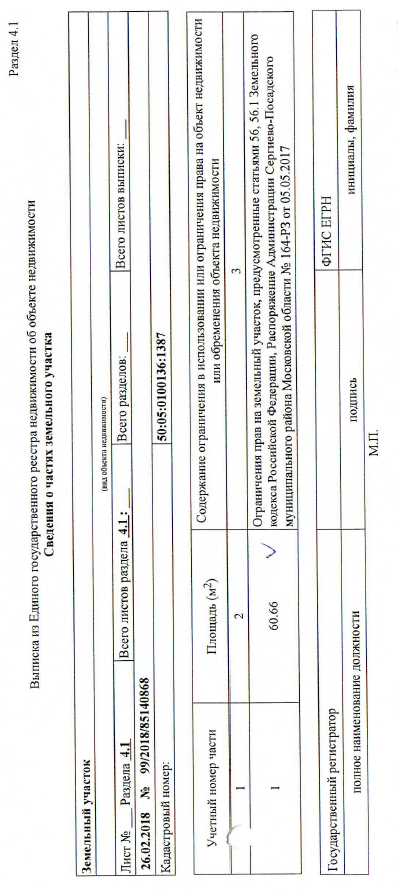 Раздел 4.1
Выписка из Единого государственного реестра недвижимости об объекте недвижимости
Сведения о частях земельного участка
Земельный участок
(вид объекта недвижимости)
Лист № ___ Раздела 4.1 Всего листов раздела 4.1 : ___ Всего разделов: ___ Всего листов выписки: ___
26.02.2018 № 99/2018/85140868
Кадастровый номер: 50:05:0100136:1387
Учетный номер части Площадь (м²) Содержание ограничения в использовании или ограничения права на объект недвижимости
или обременения объекта недвижимости
1 2 3
1 60.66 Ограничения прав на земельный участок, предусмотренные статьями 56, 56.1 Земельного
кодекса Российской Федерации, Распоряжение Администрации Сергиево-Посадского
муниципального района Московской области № 164-РЗ от 05.05.2017
Государственный регистратор ФГИС ЕГРН
полное наименование должности подпись инициалы, фамилия
М.П.